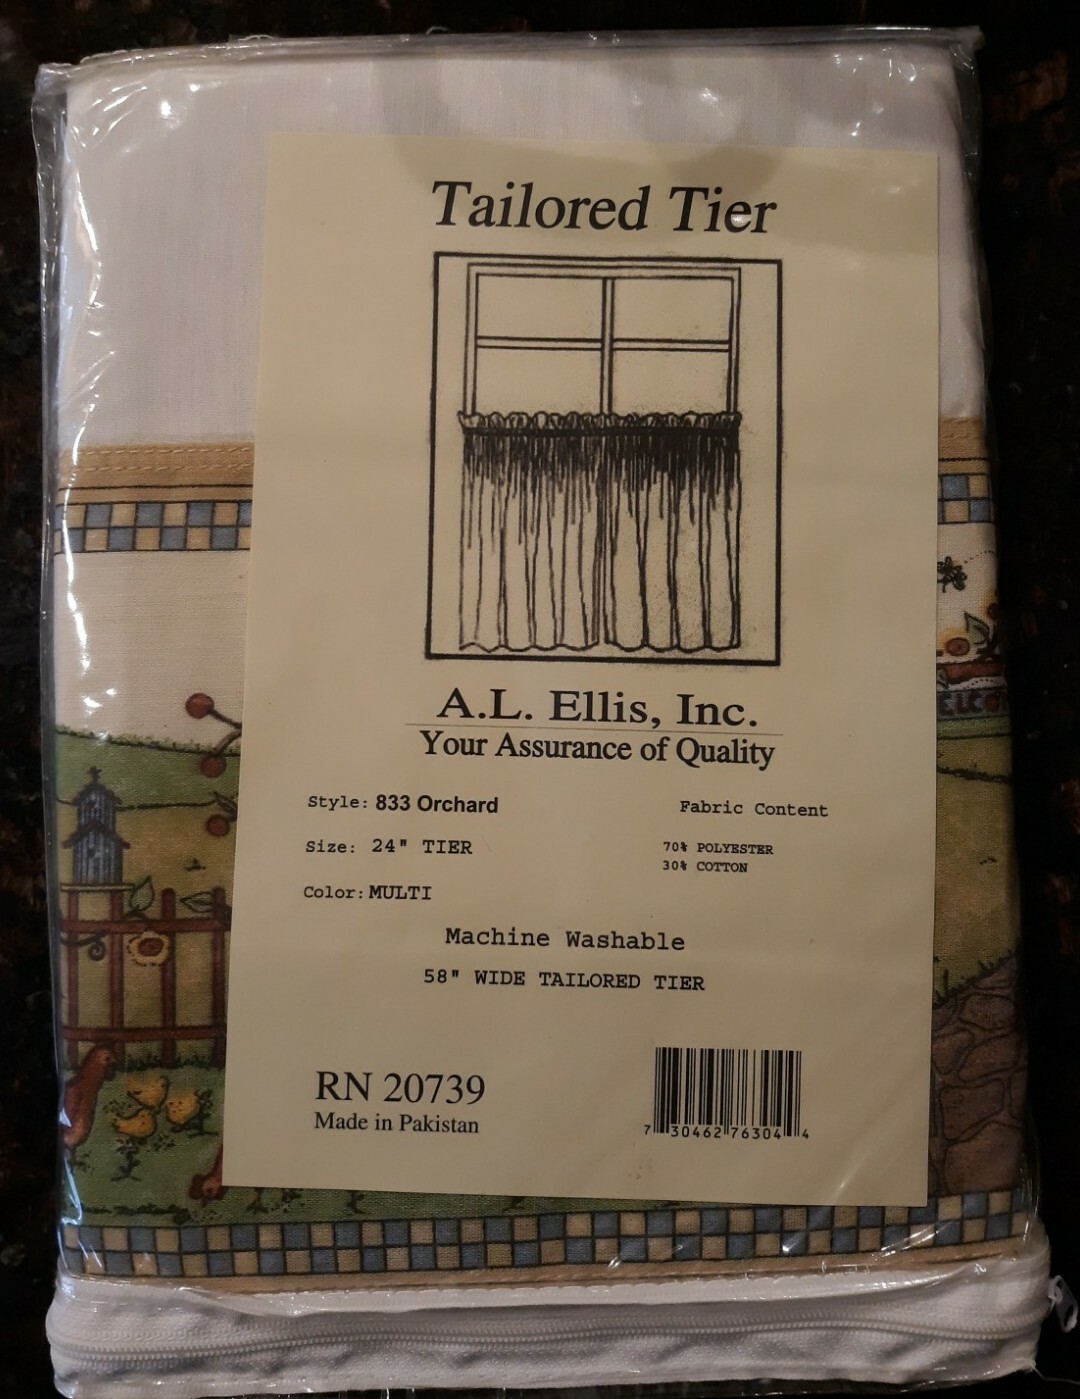 Tailored Tier
A.L. Ellis, Inc.
Your Assurance of Quality
Style: 833 Orchard
Fabric Content
Size: 24" TIER
70% POLYESTER
30% COTTON
Color: MULTI
Machine Washable
58" WIDE TAILORED TIER
RN 20739
Made in Pakistan
7 30462 76304 4